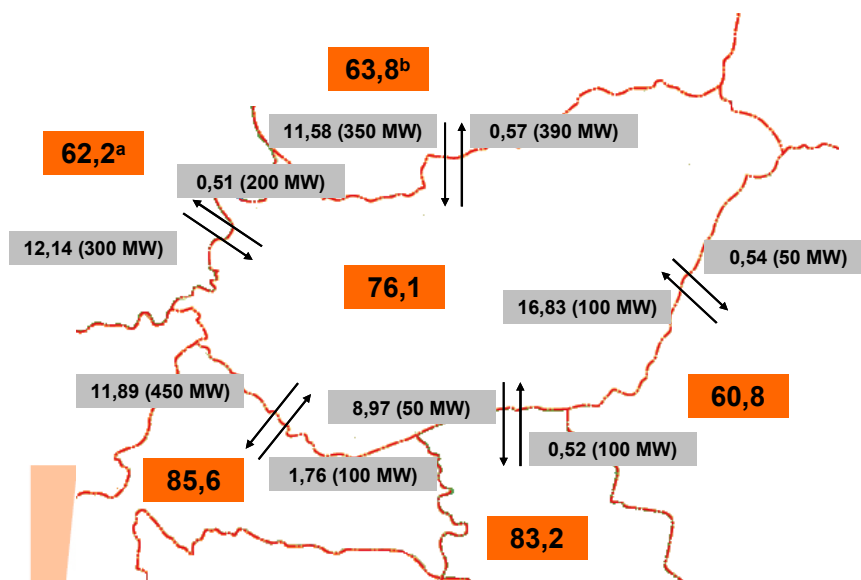 63,8ᵇ
11,58 (350 MW)
0,57 (390 MW)
62,2ᵃ
0,51 (200 MW)
12,14 (300 MW)
0,54 (50 MW)
76,1
16,83 (100 MW)
11,89 (450 MW)
8,97 (50 MW)
60,8
0,52 (100 MW)
1,76 (100 MW)
85,6
83,2